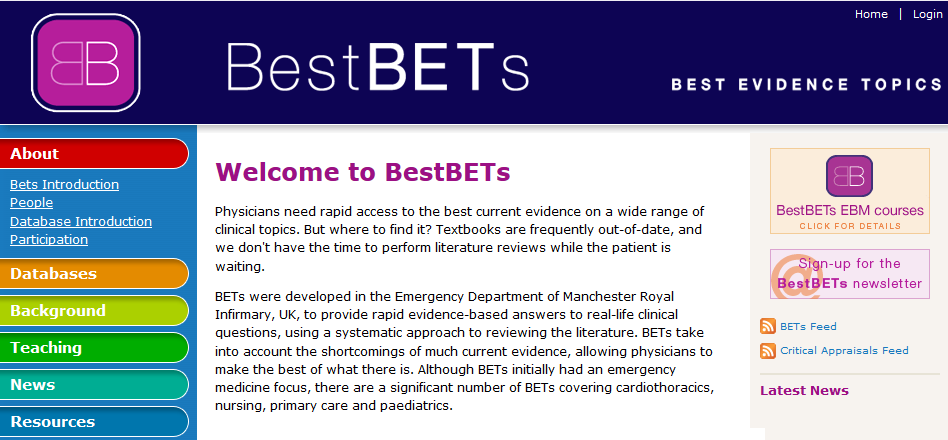 Home | Login
BB
BestBETs
BEST EVIDENCE TOPICS
About
Bets Introduction
People
Database Introduction
Participation
Databases
Background
Teaching
News
Resources
Welcome to BestBETs
Physicians need rapid access to the best current evidence on a wide range of
clinical topics. But where to find it? Textbooks are frequently out-of-date, and
we don't have the time to perform literature reviews while the patient is
waiting.
BETs were developed in the Emergency Department of Manchester Royal
Infirmary, UK, to provide rapid evidence-based answers to real-life clinical
questions, using a systematic approach to reviewing the literature. BETs take
into account the shortcomings of much current evidence, allowing physicians to
make the best of what there is. Although BETs initially had an emergency
medicine focus, there are a significant number of BETs covering cardiothoracics,
nursing, primary care and paediatrics.
BB
BestBETs EBM courses
CLICK FOR DETAILS
@
Sign-up for the
BestBETs newsletter
BETs Feed
Critical Appraisals Feed
Latest News